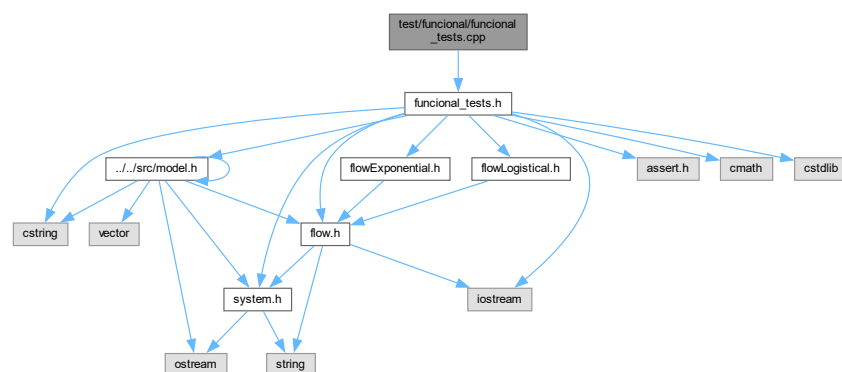 test/funcional/funcional
_tests.cpp
funcional_tests.h
../../src/model.h
flowExponential.h
flowLogistical.h
assert.h
cmath
cstdlib
cstring
vector
flow.h
system.h
iostream
ostream
string